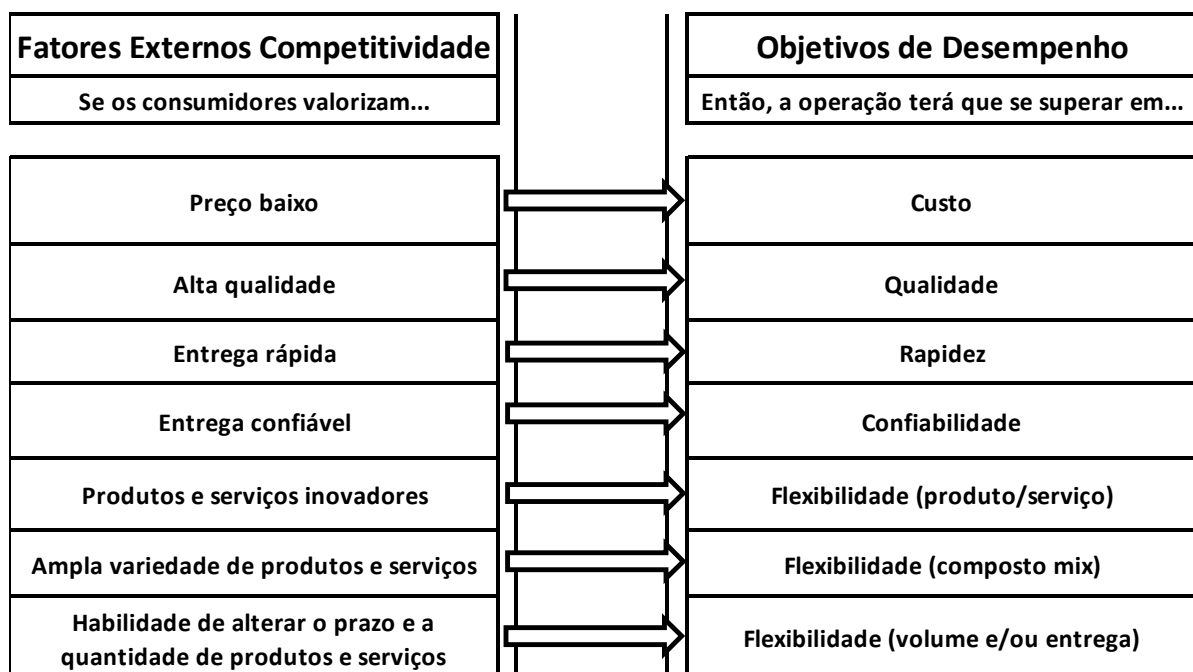 Fatores Externos Competitividade
Objetivos de Desempenho
Se os consumidores valorizam...
Então, a operação terá que se superar em...
Preço baixo
Custo
Alta qualidade
Qualidade
Entrega rápida
Rapidez
Entrega confiável
Confiabilidade
Produtos e serviços inovadores
Flexibilidade (produto/serviço)
Ampla variedade de produtos e serviços
Flexibilidade (composto mix)
Habilidade de alterar o prazo e a
quantidade de produtos e serviços
Flexibilidade (volume e/ou entrega)